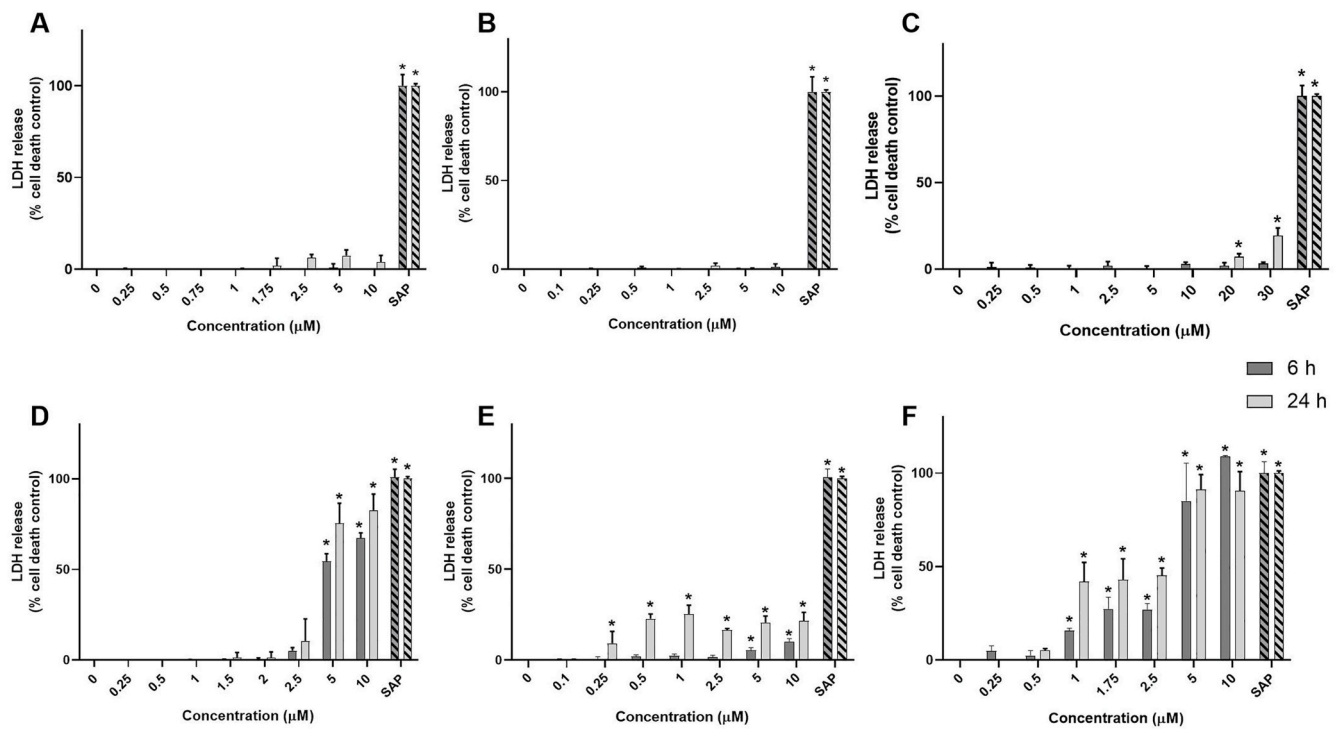 A
LDH release
(% cell death control)
100
50
0
0 0.25 0.5 0.75 1 1.75 2.5 5 10 SAP
Concentration (µM)
B
LDH release
(% cell death control)
100
50
0
0 0.1 0.25 0.5 1 2.5 5 10 SAP
Concentration (µM)
C
LDH release
(% cell death control)
100
50
0
0 0.25 0.5 1 2.5 5 10 20 30 SAP
Concentration (µM)
* *
* *
* * * *
6 h
24 h
D
LDH release
(% cell death control)
100
50
0
0 0.25 0.5 1 1.5 2 2.5 5 10 SAP
Concentration (µM)
* * * * * *
E
LDH release
(% cell death control)
100
50
0
0 0.1 0.25 0.5 1 2.5 5 10 SAP
Concentration (µM)
* * * * * * * * * *
F
LDH release
(% cell death control)
100
50
0
0 0.25 0.5 1 1.75 2.5 5 10 SAP
Concentration (µM)
* * * * * * * * * * * *